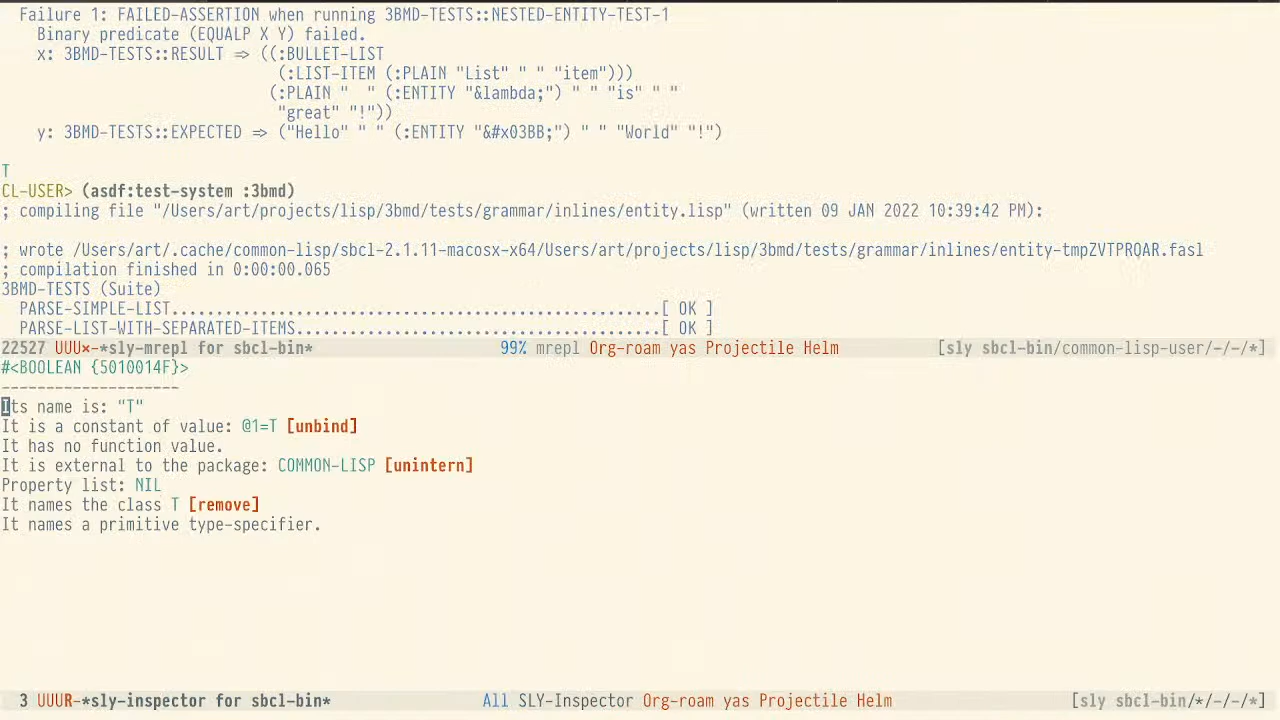 Failure 1: FAILED-ASSERTION when running 3BMD-TESTS::NESTED-ENTITY-TEST-1
Binary predicate (EQUALP X Y) failed.
x: 3BMD-TESTS::RESULT => ((:BULLET-LIST
(:LIST-ITEM (:PLAIN "List" " " "item")))
(:PLAIN "  " (:ENTITY "&lambda;") " " "is" " "
"great" "!"))
y: 3BMD-TESTS::EXPECTED => ("Hello" " " (:ENTITY "&#x03BB;") " " "World" "!")
T
CL-USER> (asdf:test-system :3bmd)
; compiling file "/Users/art/projects/lisp/3bmd/tests/grammar/inlines/entity.lisp" (written 09 JAN 2022 10:39:42 PM):
; wrote /Users/art/.cache/common-lisp/sbcl-2.1.11-macosx-x64/Users/art/projects/lisp/3bmd/tests/grammar/inlines/entity-tmpZVTPRQAR.fasl
; compilation finished in 0:00:00.065
3BMD-TESTS (Suite)
PARSE-SIMPLE-LIST.......................................................[ OK ]
PARSE-LIST-WITH-SEPARATED-ITEMS.........................................[ OK ]
22527 UUU×-*sly-mrepl for sbcl-bin* 99% mrepl Org-roam yas Projectile Helm [sly sbcl-bin/common-lisp-user/-/-/*]
#<BOOLEAN {5010014F}>
--------------------
Its name is: "T"
It is a constant of value: @1=T [unbind]
It has no function value.
It is external to the package: COMMON-LISP [unintern]
Property list: NIL
It names the class T [remove]
It names a primitive type-specifier.
3 UUUR-*sly-inspector for sbcl-bin* All SLY-Inspector Org-roam yas Projectile Helm [sly sbcl-bin/*/-/-/*]